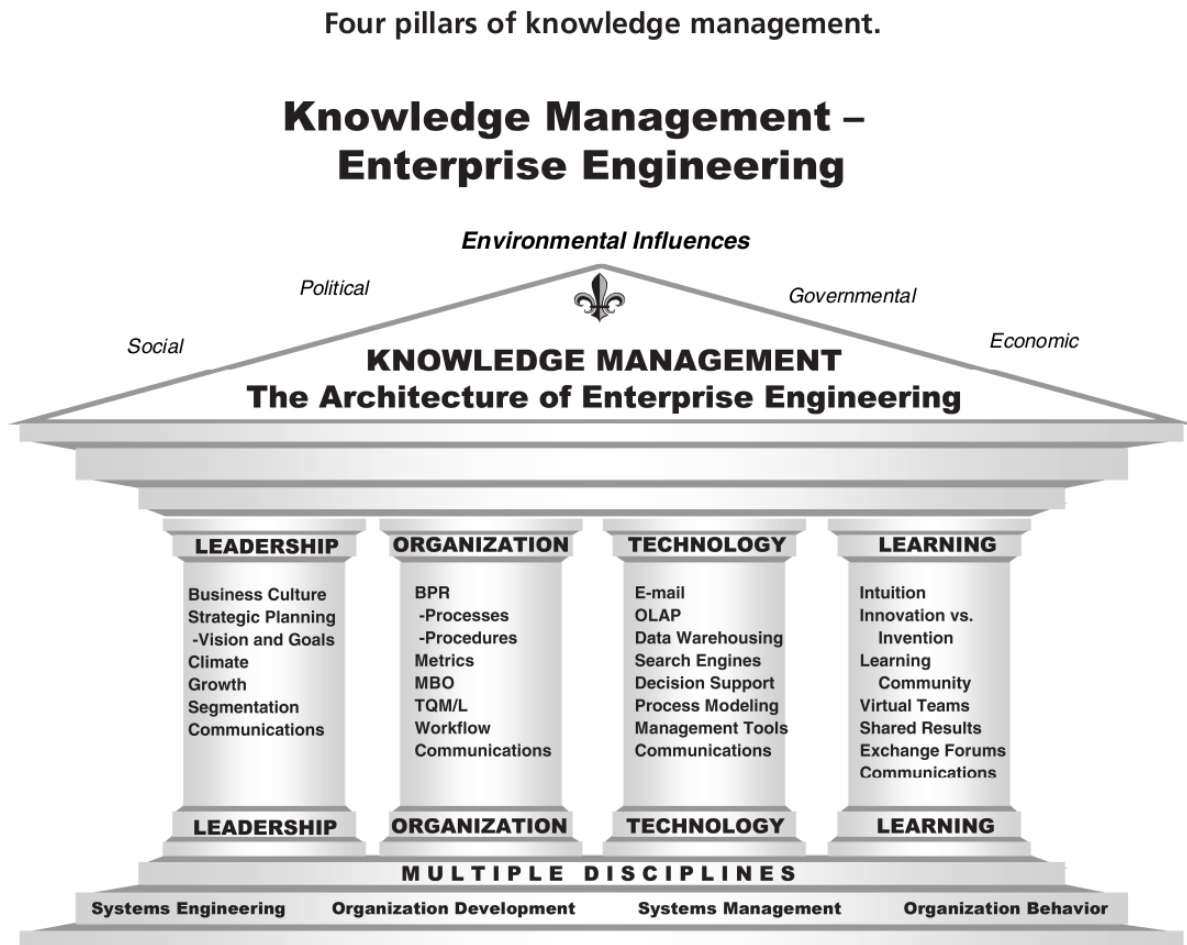 Four pillars of knowledge management.
Knowledge Management –
Enterprise Engineering
Environmental Influences
Political
Governmental
Social
Economic
KNOWLEDGE MANAGEMENT
The Architecture of Enterprise Engineering
LEADERSHIP
Business Culture
Strategic Planning
-Vision and Goals
Climate
Growth
Segmentation
Communications
LEADERSHIP
ORGANIZATION
BPR
-Processes
-Procedures
Metrics
MBO
TQM/L
Workflow
Communications
ORGANIZATION
TECHNOLOGY
E-mail
OLAP
Data Warehousing
Search Engines
Decision Support
Process Modeling
Management Tools
Communications
TECHNOLOGY
LEARNING
Intuition
Innovation vs.
Invention
Learning
Community
Virtual Teams
Shared Results
Exchange Forums
Communications
LEARNING
MULTIPLE DISCIPLINES
Systems Engineering Organization Development Systems Management Organization Behavior